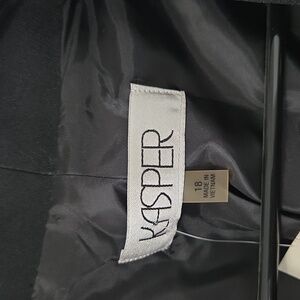 KASPER
18
MADE IN
VIETNAM